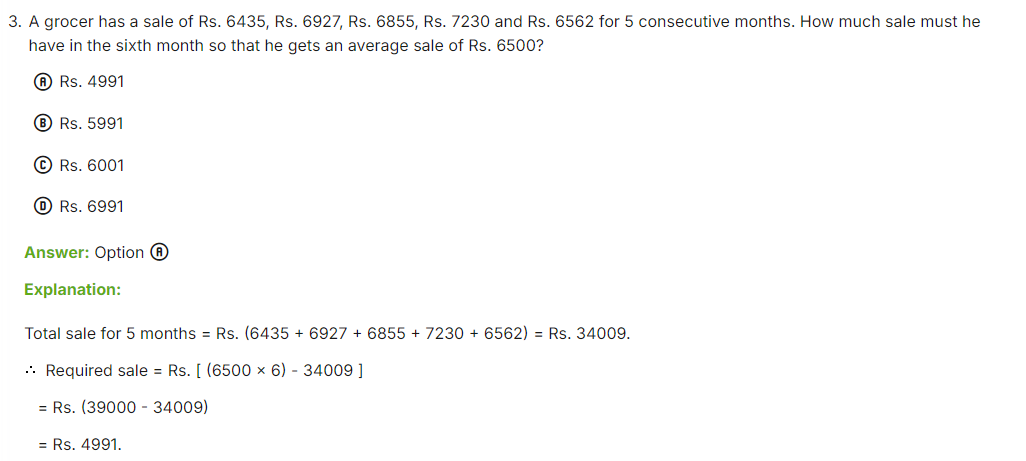 3. A grocer has a sale of Rs. 6435, Rs. 6927, Rs. 6855, Rs. 7230 and Rs. 6562 for 5 consecutive months. How much sale must he
have in the sixth month so that he gets an average sale of Rs. 6500?
Ⓐ Rs. 4991
Ⓑ Rs. 5991
Ⓒ Rs. 6001
Ⓓ Rs. 6991
Answer: Option Ⓐ
Explanation:
Total sale for 5 months = Rs. (6435 + 6927 + 6855 + 7230 + 6562) = Rs. 34009.
∴ Required sale = Rs. [ (6500 × 6) - 34009 ]
= Rs. (39000 - 34009)
= Rs. 4991.